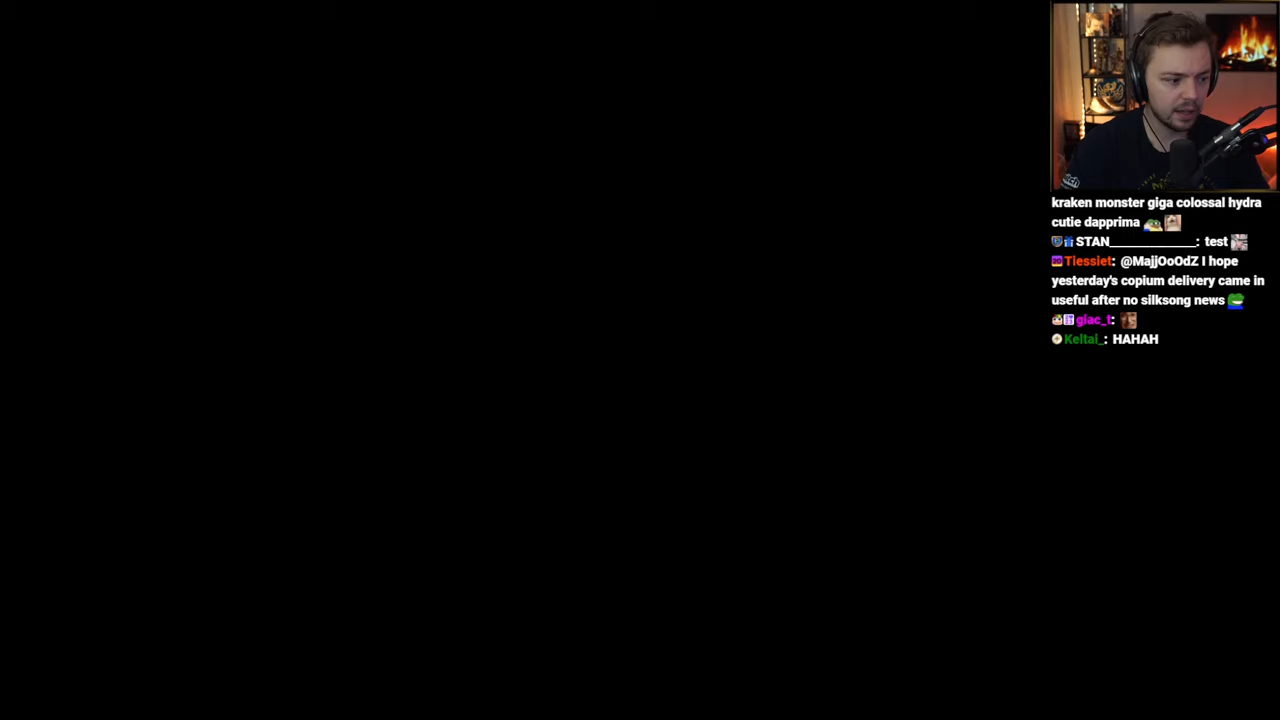 kraken monster giga colossal hydra
cutie dapprima
STAN______________: test
Tiessiet: @MajjOoOdZ I hope
yesterday's copium delivery came in
useful after no silksong news
glac_t:
Keltai_: HAHAH